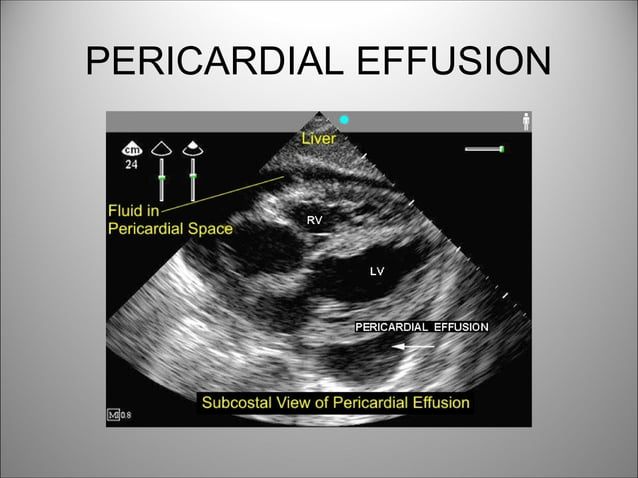 PERICARDIAL EFFUSION
Liver
cm
24
Fluid in
Pericardial Space
RV
LV
PERICARDIAL EFFUSION
Subcostal View of Pericardial Effusion
MI 0.8